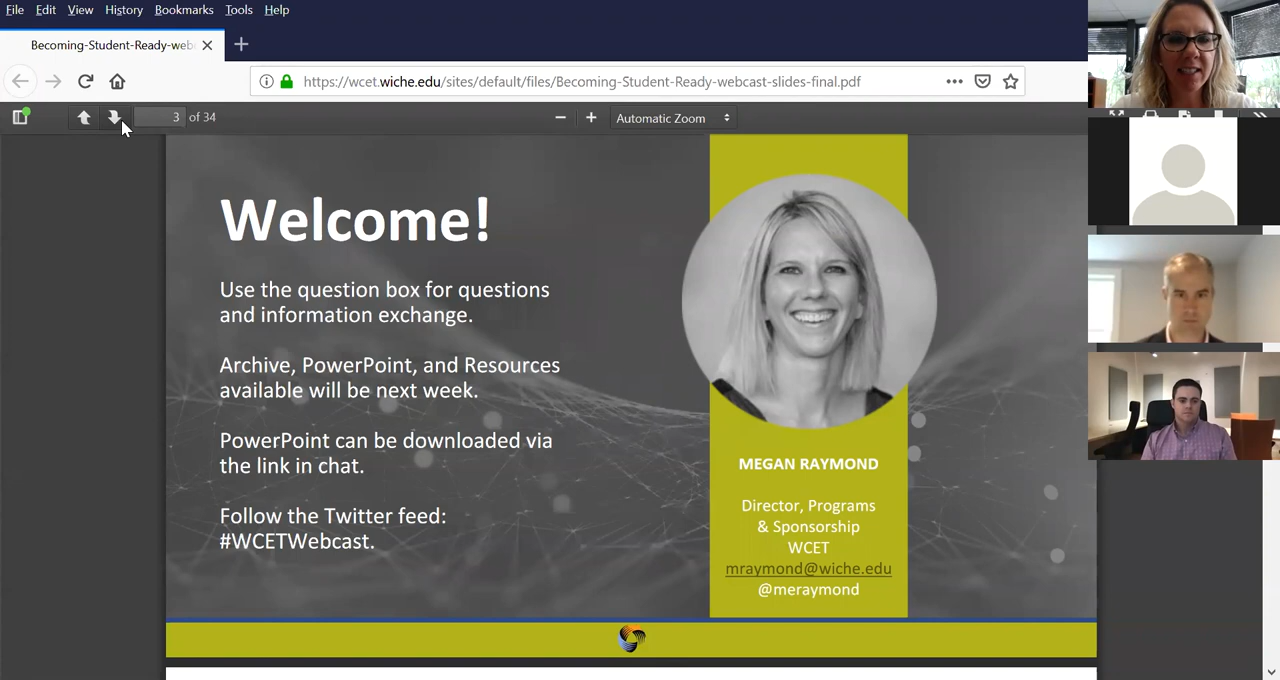 File Edit View History Bookmarks Tools Help
Becoming-Student-Ready-web
https://wcet.wiche.edu/sites/default/files/Becoming-Student-Ready-webcast-slides-final.pdf
3 of 34
Automatic Zoom
Welcome!
Use the question box for questions
and information exchange.
Archive, PowerPoint, and Resources
available will be next week.
PowerPoint can be downloaded via
the link in chat.
Follow the Twitter feed:
#WCETWebcast.
MEGAN RAYMOND
Director, Programs
& Sponsorship
WCET
mraymond@wiche.edu
@meraymond